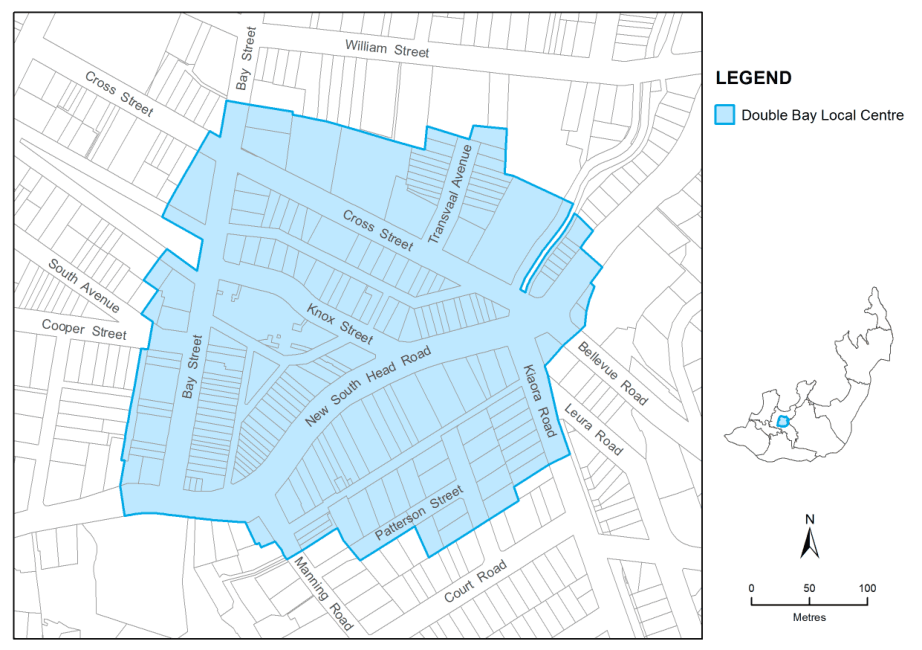 William Street
Bay Street
Cross Street
LEGEND
Double Bay Local Centre
Transvaal Avenue
Cross Street
South Avenue
Knox Street
Cooper Street
Bay Street
New South Head Road
Bellevue Road
Kiaora Road
Leura Road
Patterson Street
N
Manning Road
Court Road
0 50 100
Metres